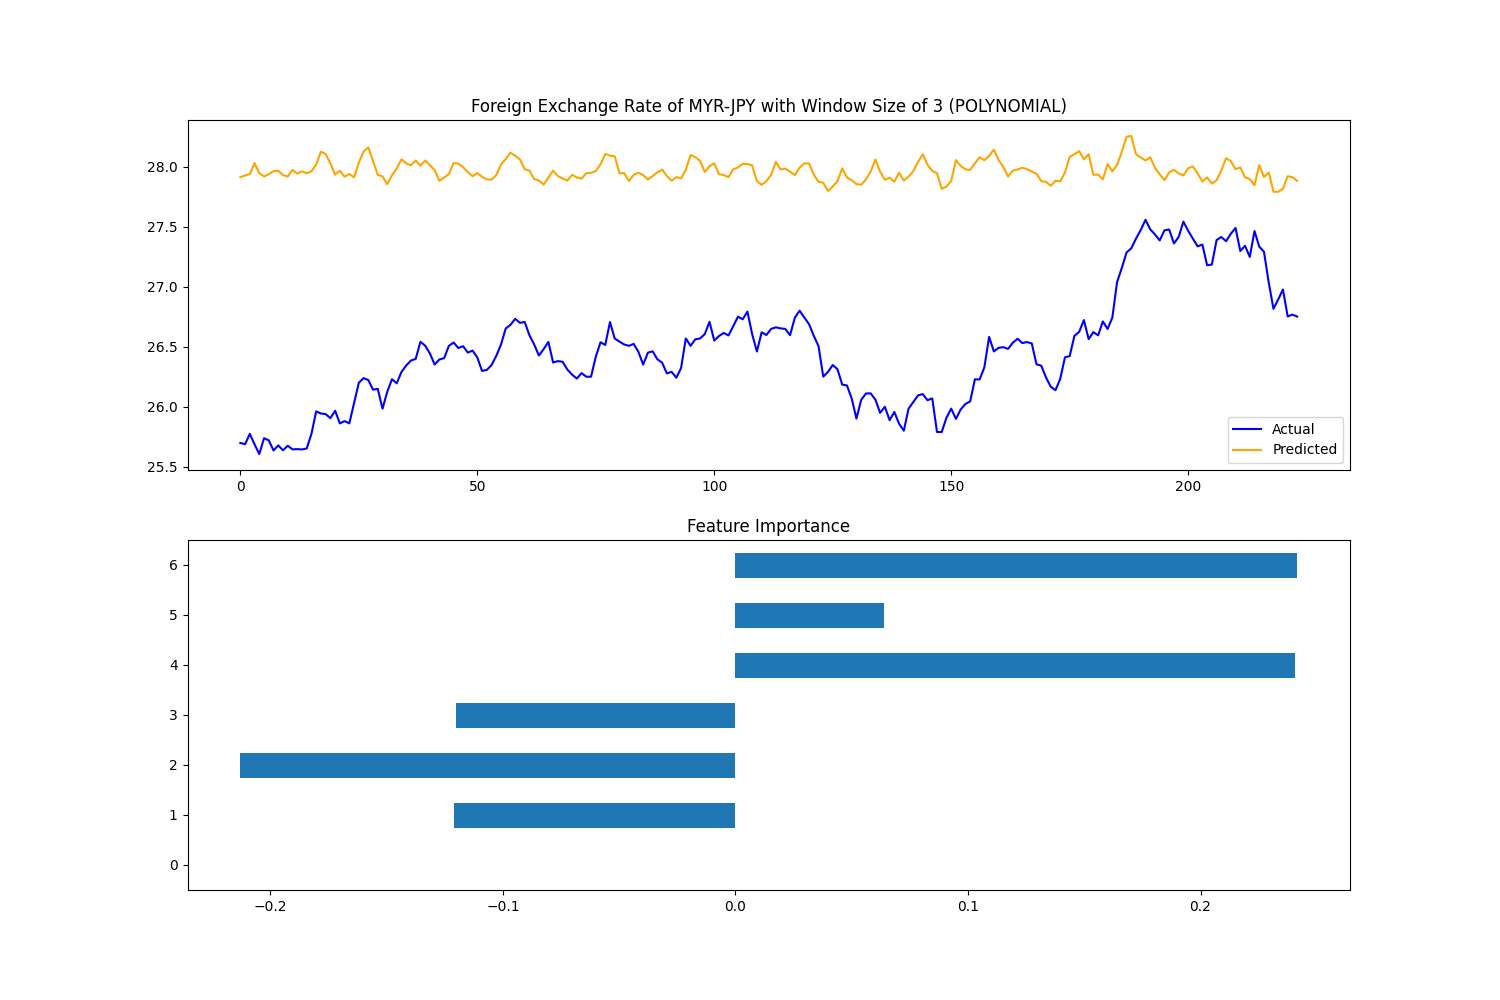 Foreign Exchange Rate of MYR-JPY with Window Size of 3 (POLYNOMIAL)
28.0
27.5
27.0
26.5
26.0
25.5
Actual
Predicted
0 50 100 150 200
Feature Importance
6
5
4
3
2
1
0
−0.2 −0.1 0.0 0.1 0.2